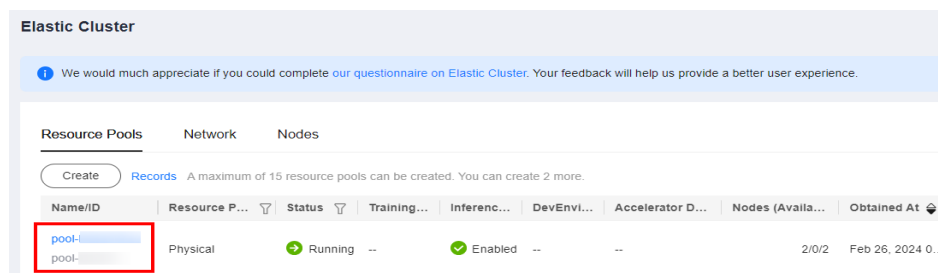 Elastic Cluster
We would much appreciate if you could complete our questionnaire on Elastic Cluster. Your feedback will help us provide a better user experience.
Resource Pools Network Nodes
Create Records A maximum of 15 resource pools can be created. You can create 2 more.
Name/ID Resource P... Status Training... Inferenc... DevEnvi... Accelerator D... Nodes (Availa... Obtained At
pool-
Physical Running -- Enabled -- -- 2/0/2 Feb 26, 2024 0...
pool-